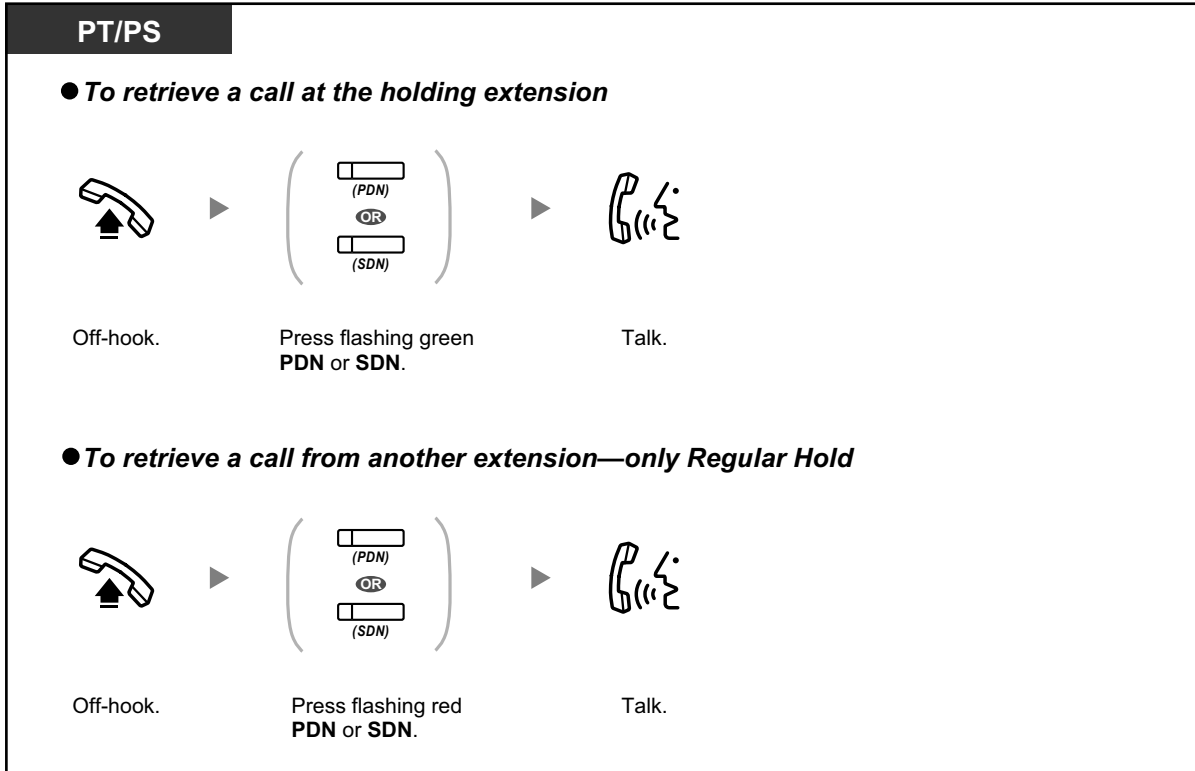 PT/PS
● To retrieve a call at the holding extension
(PDN)
OR
(SDN)
Off-hook.
Press flashing green
PDN or SDN.
Talk.
● To retrieve a call from another extension—only Regular Hold
(PDN)
OR
(SDN)
Off-hook.
Press flashing red
PDN or SDN.
Talk.